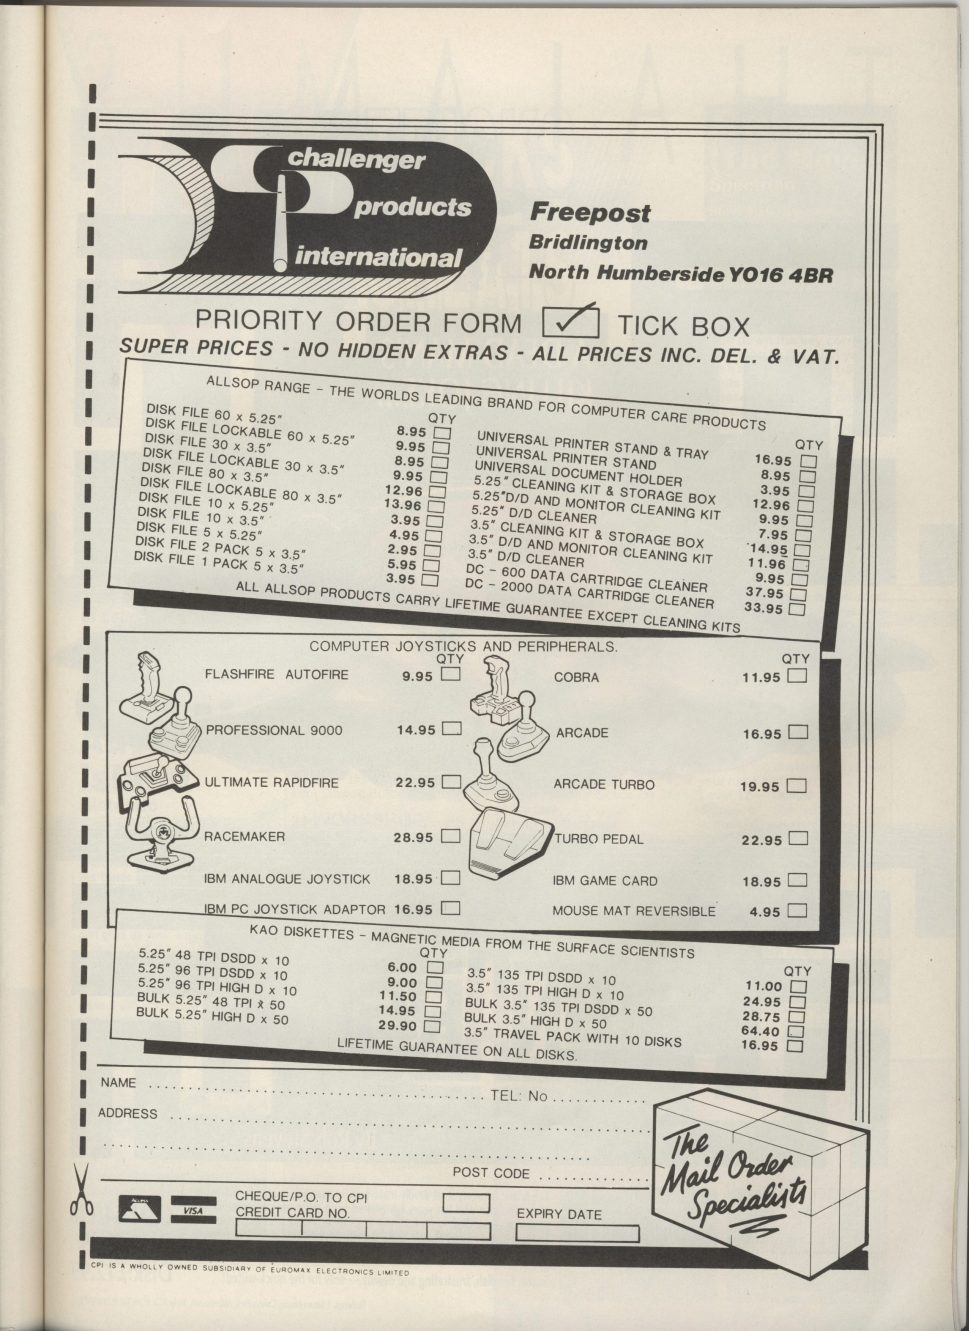 challenger
products
international
Freepost
Bridlington
North Humberside YO16 4BR
PRIORITY ORDER FORM TICK BOX
SUPER PRICES - NO HIDDEN EXTRAS - ALL PRICES INC. DEL. & VAT.
ALLSOP RANGE - THE WORLDS LEADING BRAND FOR COMPUTER CARE PRODUCTS
QTY
DISK FILE 60 x 5.25" 8.95
DISK FILE LOCKABLE 60 x 5.25" 9.95
DISK FILE 30 x 3.5" 8.95
DISK FILE LOCKABLE 30 x 3.5" 9.95
DISK FILE 80 x 3.5" 12.96
DISK FILE LOCKABLE 80 x 3.5" 13.96
DISK FILE 10 x 5.25" 3.95
DISK FILE 10 x 3.5" 4.95
DISK FILE 5 x 5.25" 2.95
DISK FILE 2 PACK 5 x 3.5" 5.95
DISK FILE 1 PACK 5 x 3.5" 3.95
QTY
UNIVERSAL PRINTER STAND & TRAY 16.95
UNIVERSAL PRINTER STAND 8.95
UNIVERSAL DOCUMENT HOLDER 3.95
5.25" CLEANING KIT & STORAGE BOX 12.96
5.25"D/D AND MONITOR CLEANING KIT 9.95
5.25" D/D CLEANER 7.95
3.5" CLEANING KIT & STORAGE BOX 14.95
3.5" D/D AND MONITOR CLEANING KIT 11.96
3.5" D/D CLEANER 9.95
DC - 600 DATA CARTRIDGE CLEANER 37.95
DC - 2000 DATA CARTRIDGE CLEANER 33.95
ALL ALLSOP PRODUCTS CARRY LIFETIME GUARANTEE EXCEPT CLEANING KITS
COMPUTER JOYSTICKS AND PERIPHERALS.
QTY QTY
FLASHFIRE AUTOFIRE 9.95 COBRA 11.95
PROFESSIONAL 9000 14.95 ARCADE 16.95
ULTIMATE RAPIDFIRE 22.95 ARCADE TURBO 19.95
RACEMAKER 28.95 TURBO PEDAL 22.95
IBM ANALOGUE JOYSTICK 18.95 IBM GAME CARD 18.95
IBM PC JOYSTICK ADAPTOR 16.95 MOUSE MAT REVERSIBLE 4.95
KAO DISKETTES - MAGNETIC MEDIA FROM THE SURFACE SCIENTISTS
QTY
5.25" 48 TPI DSDD x 10 6.00
5.25" 96 TPI DSDD x 10 9.00
5.25" 96 TPI HIGH D x 10 11.50
BULK 5.25" 48 TPI x 50 14.95
BULK 5.25" HIGH D x 50 29.90
QTY
3.5" 135 TPI DSDD x 10 11.00
3.5" 135 TPI HIGH D x 10 24.95
BULK 3.5" 135 TPI DSDD x 50 28.75
BULK 3.5" HIGH D x 50 64.40
3.5" TRAVEL PACK WITH 10 DISKS 16.95
LIFETIME GUARANTEE ON ALL DISKS.
NAME ........ TEL: No ........
ADDRESS ........
POST CODE ........
The
Mail Order
Specialists
VISA
CHEQUE/P.O. TO CPI
CREDIT CARD NO. EXPIRY DATE
CPI IS A WHOLLY OWNED SUBSIDIARY OF EUROMAX ELECTRONICS LIMITED